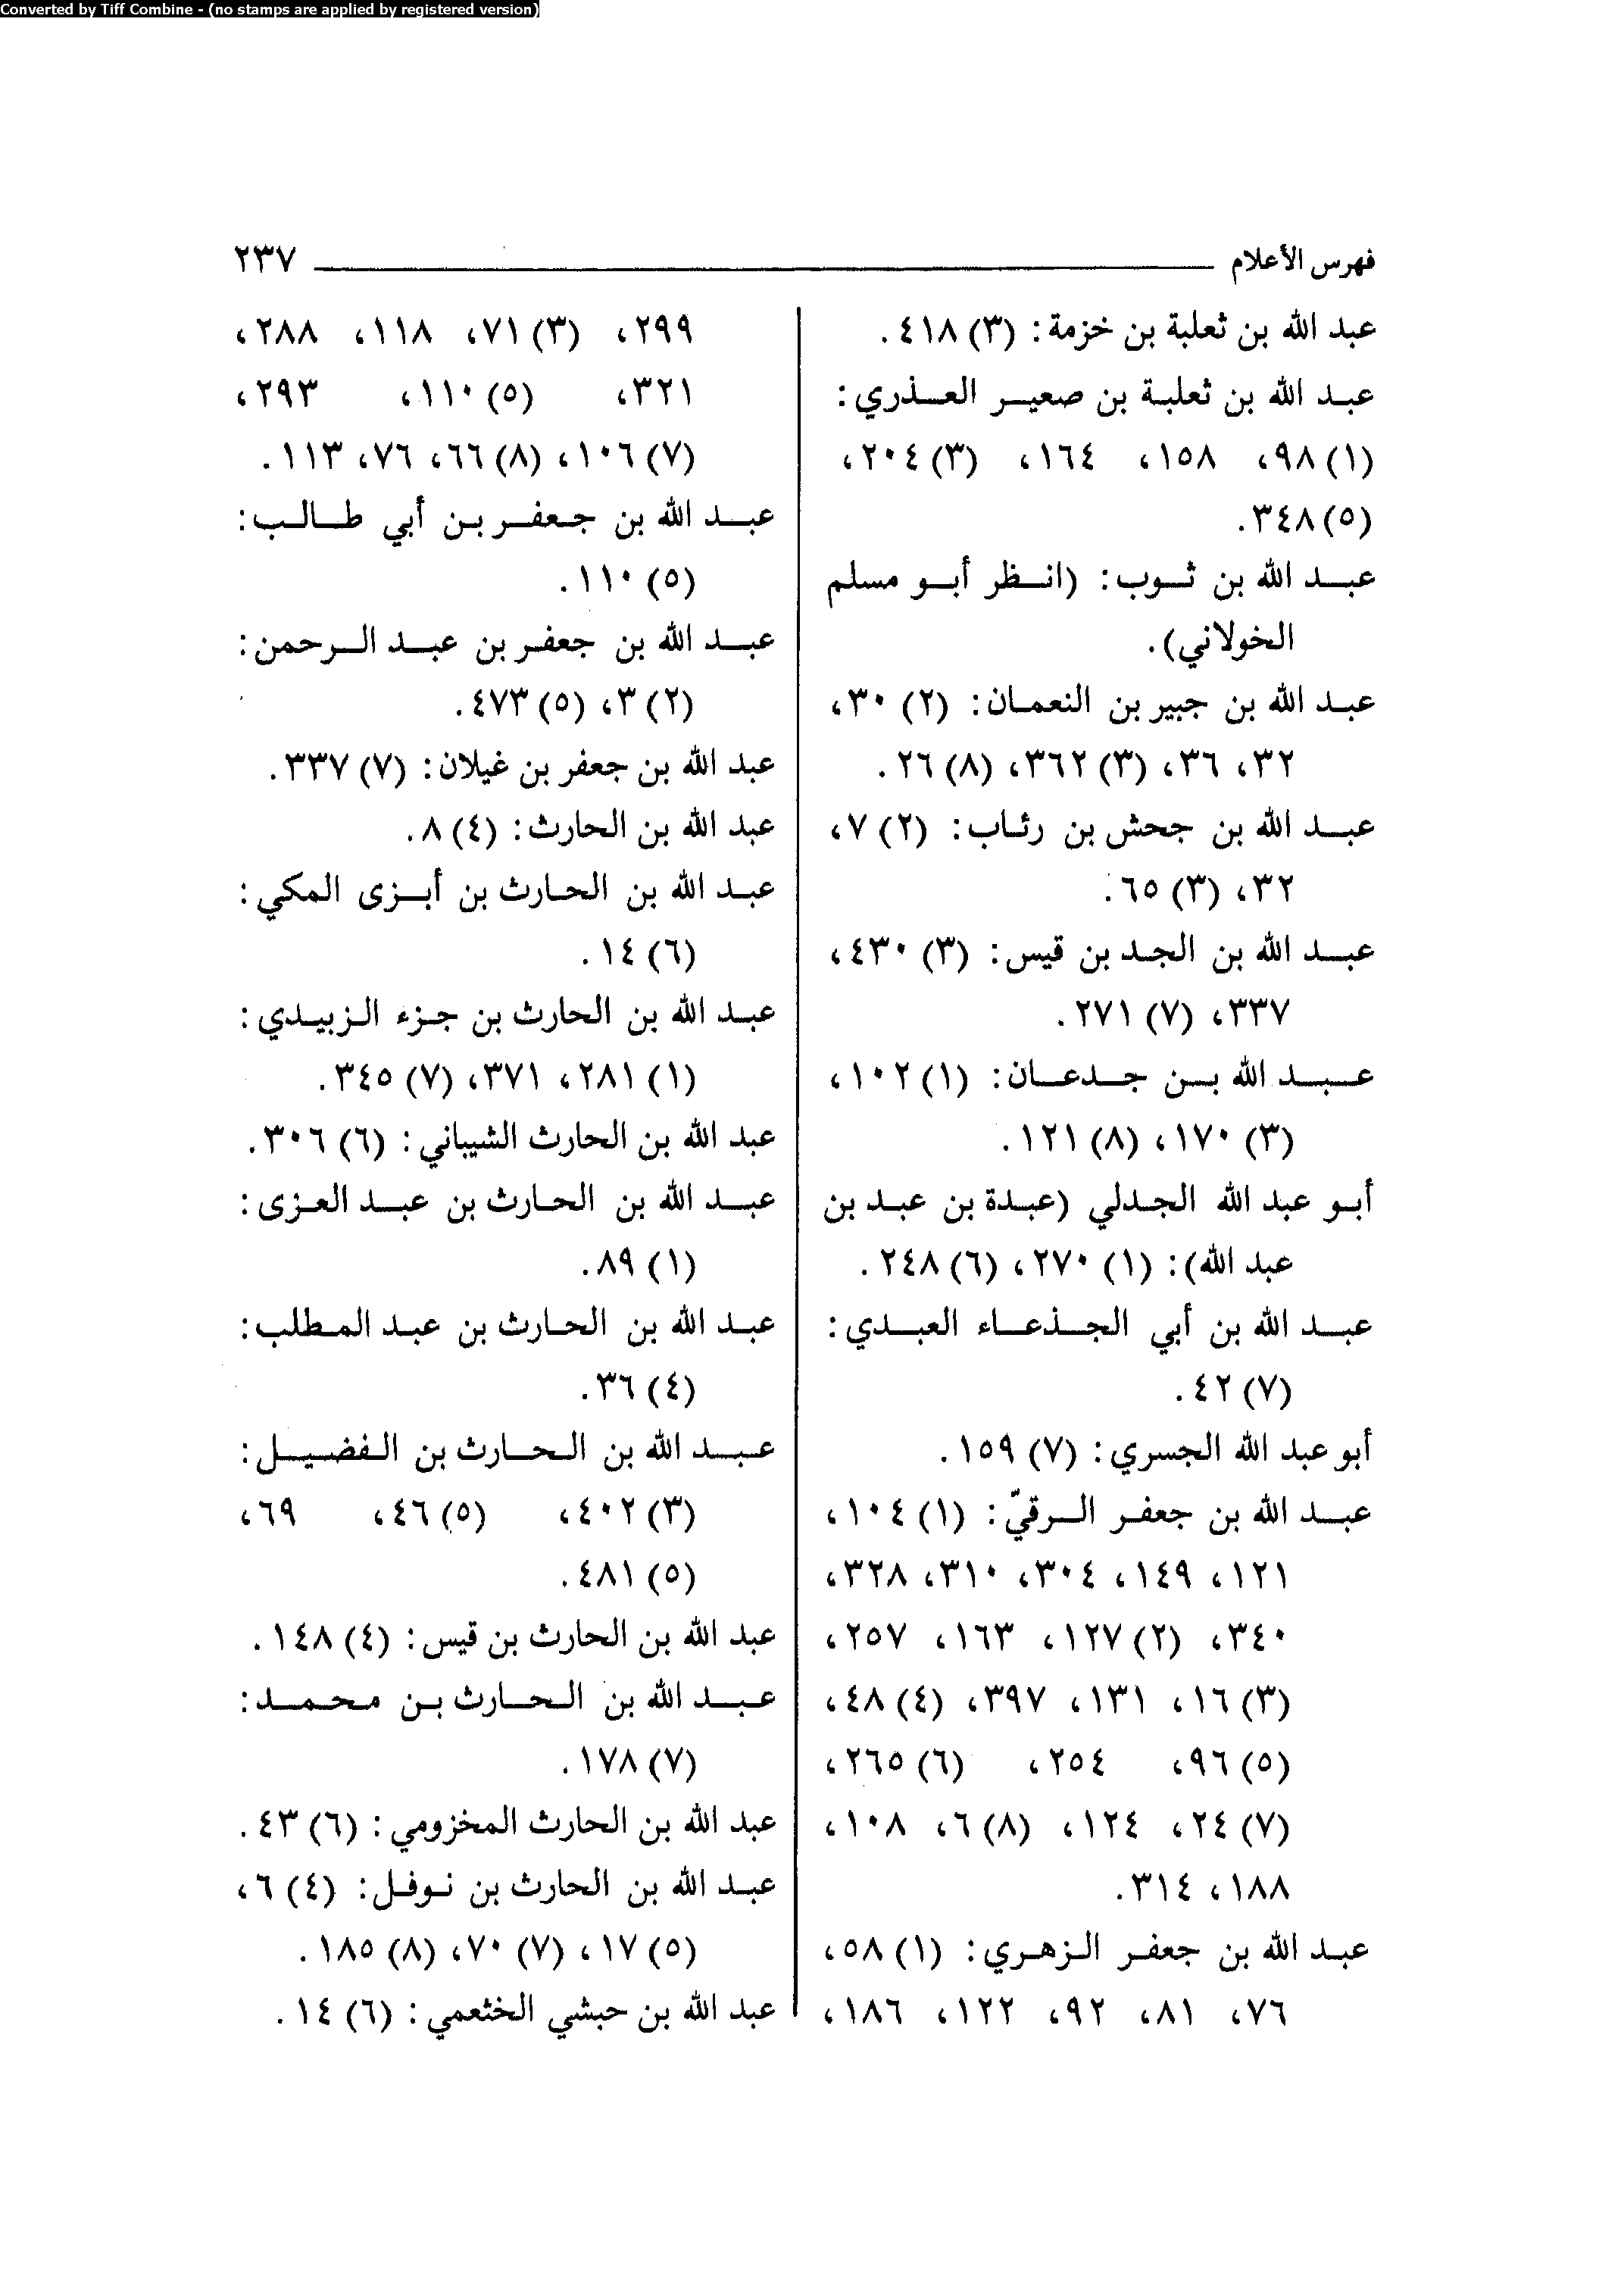 Converted by Tiff Combine - (no stamps are applied by registered version)
فهرس الأعلام ٢٣٧
عبد الله بن ثعلبة بن خزمة: (٣) ٤١٨.
عبد الله بن ثعلبة بن صعير العذري:
(١) ٩٨، ١٥٨، ١٦٤، (٣) ٢٠٤،
(٥) ٣٤٨.
عبد الله بن ثوب: (انظر أبو مسلم
الخولاني).
عبد الله بن جبير بن النعمان: (٢) ٣٠،
٣٢، ٣٦، (٣) ٣٦٢، (٨) ٢٦.
عبد الله بن جحش بن رئاب: (٢) ٧،
٣٢، (٣) ٦٥.
عبد الله بن الجد بن قيس: (٣) ٤٣٠،
٣٣٧، (٧) ٢٧١.
عبد الله بن جدعان: (١) ١٠٢،
(٣) ١٧٠، (٨) ١٢١.
أبو عبد الله الجدلي (عبدة بن عبد بن
عبد الله): (١) ٢٧٠، (٦) ٢٤٨.
عبد الله بن أبي الجذعاء العبدي:
(٧) ٤٢.
أبو عبد الله الجسري: (٧) ١٥٩.
عبد الله بن جعفر الرقيّ: (١) ١٠٤،
١٢١، ١٤٩، ٣٠٤، ٣١٠، ٣٢٨،
٣٤٠، (٢) ١٢٧، ١٦٣، ٢٥٧،
(٣) ١٦، ١٣١، ٣٩٧، (٤) ٤٨،
(٥) ٩٦، ٢٥٤، (٦) ٢٦٥،
(٧) ٢٤، ١٢٤، (٨) ٦، ١٠٨،
١٨٨، ٣١٤.
عبد الله بن جعفر الزهري: (١) ٥٨،
٧٦، ٨١، ٩٢، ١٢٢، ١٨٦،
٢٩٩، (٣) ٧١، ١١٨، ٢٨٨،
٣٢١، (٥) ١١٠، ٢٩٣،
(٧) ١٠٦، (٨) ٦٦، ٧٦، ١١٣.
عبد الله بن جعفر بن أبي طالب:
(٥) ١١٠.
عبد الله بن جعفر بن عبد الرحمن:
(٢) ٣، (٥) ٤٧٣.
عبد الله بن جعفر بن غيلان: (٧) ٣٣٧.
عبد الله بن الحارث: (٤) ٨.
عبد الله بن الحارث بن أبزى المكي:
(٦) ١٤.
عبد الله بن الحارث بن جزء الزبيدي:
(١) ٢٨١، ٣٧١، (٧) ٣٤٥.
عبد الله بن الحارث الشيباني: (٦) ٣٠٦.
عبد الله بن الحارث بن عبد العزى:
(١) ٨٩.
عبد الله بن الحارث بن عبد المطلب:
(٤) ٣٦.
عبد الله بن الحارث بن الفضيل:
(٣) ٤٠٢، (٥) ٤٦، ٦٩،
(٥) ٤٨١.
عبد الله بن الحارث بن قيس: (٤) ١٤٨.
عبد الله بن الحارث بن محمد:
(٧) ١٧٨.
عبد الله بن الحارث المخزومي: (٦) ٤٣.
عبد الله بن الحارث بن نوفل: (٤) ٦،
(٥) ١٧، (٧) ٧٠، (٨) ١٨٥.
عبد الله بن حبشي الخثعمي: (٦) ١٤.